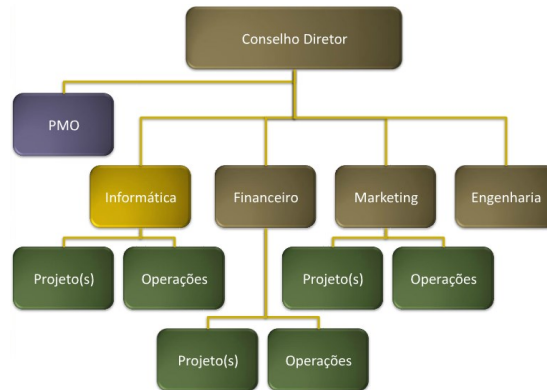 Conselho Diretor
PMO
Informática
Financeiro
Marketing
Engenharia
Projeto(s)
Operações
Projeto(s)
Operações
Projeto(s)
Operações